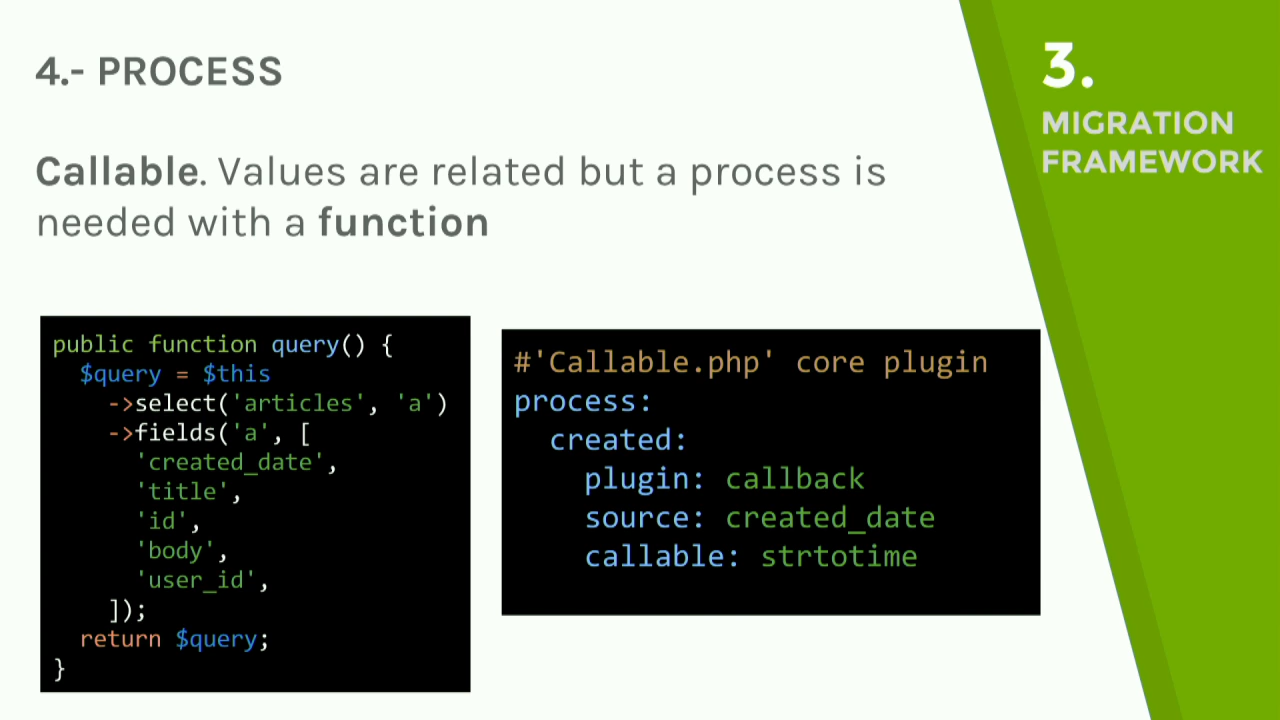 4.- PROCESS
Callable. Values are related but a process is
needed with a function
public function query() {
$query = $this
->select('articles', 'a')
->fields('a', [
'created_date',
'title',
'id',
'body',
'user_id',
]);
return $query;
}
#'Callable.php' core plugin
process:
created:
plugin: callback
source: created_date
callable: strtotime
3.
MIGRATION
FRAMEWORK